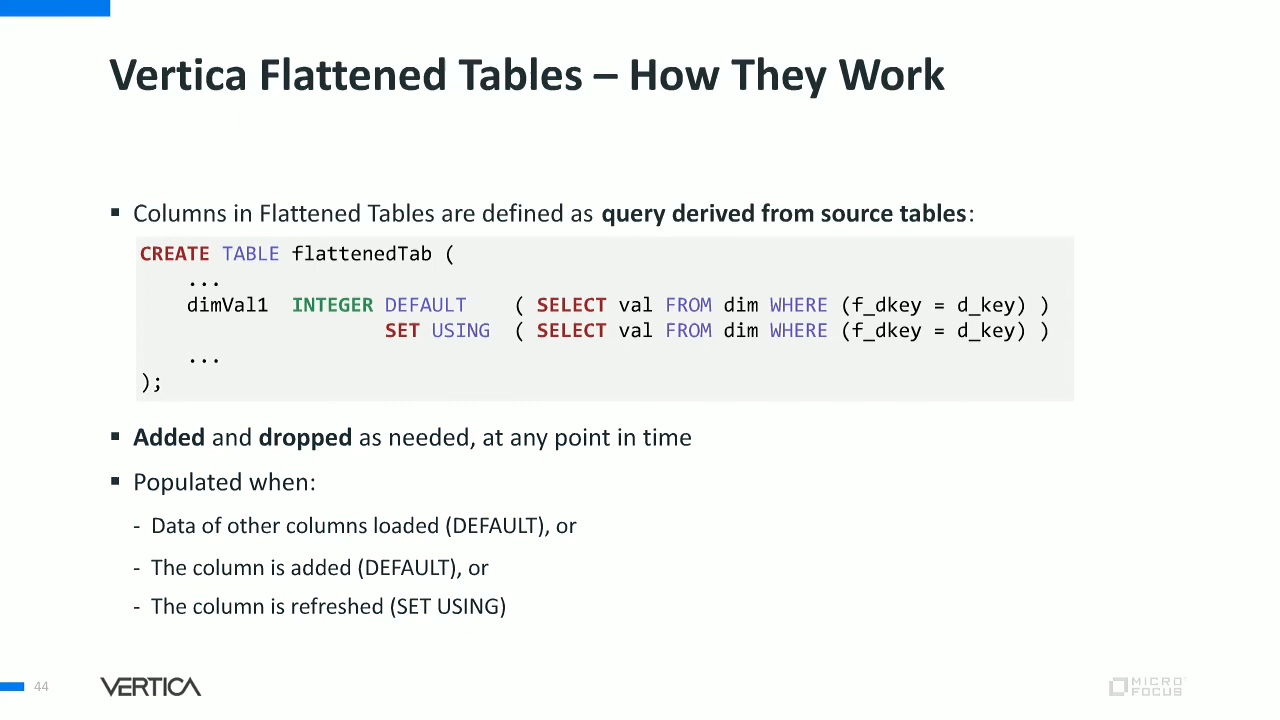 Vertica Flattened Tables – How They Work
▪ Columns in Flattened Tables are defined as query derived from source tables:
CREATE TABLE flattenedTab (
...
dimVal1 INTEGER DEFAULT ( SELECT val FROM dim WHERE (f_dkey = d_key) )
SET USING ( SELECT val FROM dim WHERE (f_dkey = d_key) )
...
);
▪ Added and dropped as needed, at any point in time
▪ Populated when:
- Data of other columns loaded (DEFAULT), or
- The column is added (DEFAULT), or
- The column is refreshed (SET USING)
44
VERTICA
MICRO
FOCUS